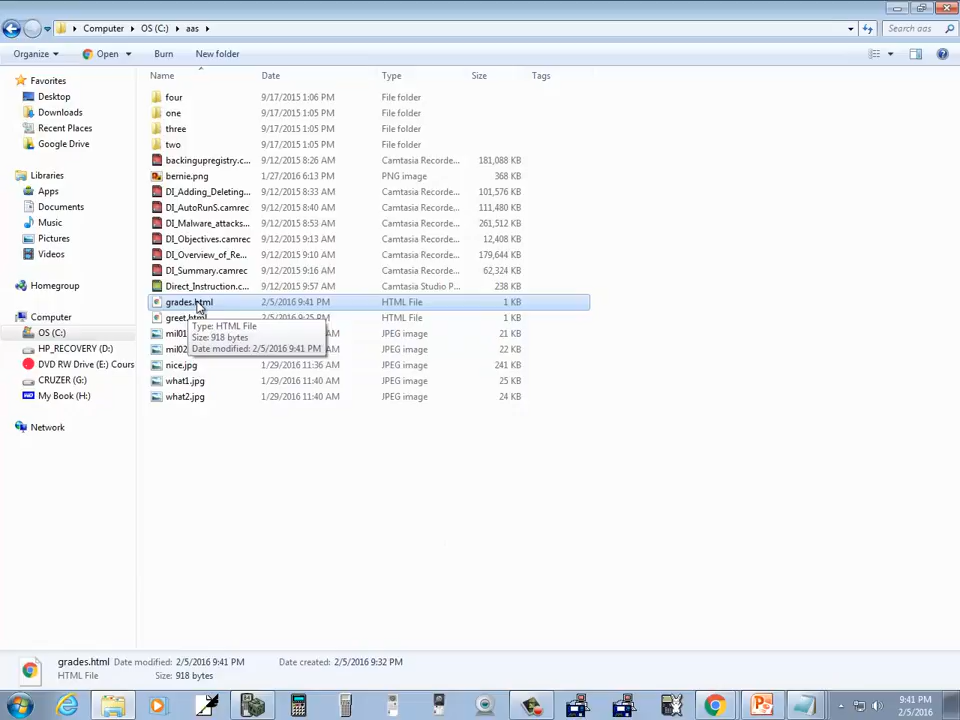 Computer ▸ OS (C:) ▸ aas ▸
Search aas
Organize Open Burn New folder
Name Date Type Size Tags
Favorites
Desktop
Downloads
Recent Places
Google Drive
Libraries
Apps
Documents
Music
Pictures
Videos
Homegroup
Computer
OS (C:)
HP_RECOVERY (D:)
DVD RW Drive (E:) Cours
CRUZER (G:)
My Book (H:)
Network
four 9/17/2015 1:06 PM File folder
one 9/17/2015 1:05 PM File folder
three 9/17/2015 1:05 PM File folder
two 9/17/2015 1:05 PM File folder
backingupregistry.c... 9/12/2015 8:26 AM Camtasia Recorde... 181,088 KB
bernie.png 1/27/2016 6:13 PM PNG image 368 KB
DI_Adding_Deleting... 9/12/2015 8:33 AM Camtasia Recorde... 101,576 KB
DI_AutoRunS.camrec 9/12/2015 8:40 AM Camtasia Recorde... 111,480 KB
DI_Malware_attacks... 9/12/2015 8:53 AM Camtasia Recorde... 261,512 KB
DI_Objectives.camrec 9/12/2015 9:13 AM Camtasia Recorde... 12,408 KB
DI_Overview_of_Re... 9/12/2015 9:10 AM Camtasia Recorde... 179,644 KB
DI_Summary.camrec 9/12/2015 9:16 AM Camtasia Recorde... 62,324 KB
Direct_Instruction.c... 9/12/2015 9:57 AM Camtasia Studio P... 238 KB
grades.html 2/5/2016 9:41 PM HTML File 1 KB
greet.html 2/5/2016 9:25 PM HTML File 1 KB
mil01 AM JPEG image 21 KB
mil02 AM JPEG image 22 KB
nice.jpg 1/29/2016 11:36 AM JPEG image 241 KB
what1.jpg 1/29/2016 11:40 AM JPEG image 25 KB
what2.jpg 1/29/2016 11:40 AM JPEG image 24 KB
Type: HTML File
Size: 918 bytes
Date modified: 2/5/2016 9:41 PM
grades.html Date modified: 2/5/2016 9:41 PM Date created: 2/5/2016 9:32 PM
HTML File Size: 918 bytes
9:41 PM
2/5/2016